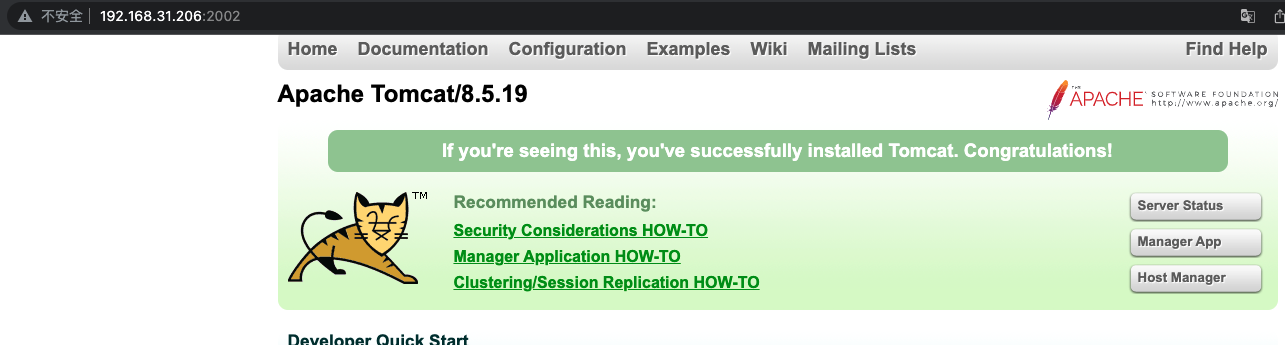 不安全 192.168.31.206:2002
Home Documentation Configuration Examples Wiki Mailing Lists Find Help
Apache Tomcat/8.5.19
THE APACHE SOFTWARE FOUNDATION
http://www.apache.org/
If you're seeing this, you've successfully installed Tomcat. Congratulations!
TM
Recommended Reading:
Security Considerations HOW-TO
Manager Application HOW-TO
Clustering/Session Replication HOW-TO
Server Status
Manager App
Host Manager
Developer Quick Start